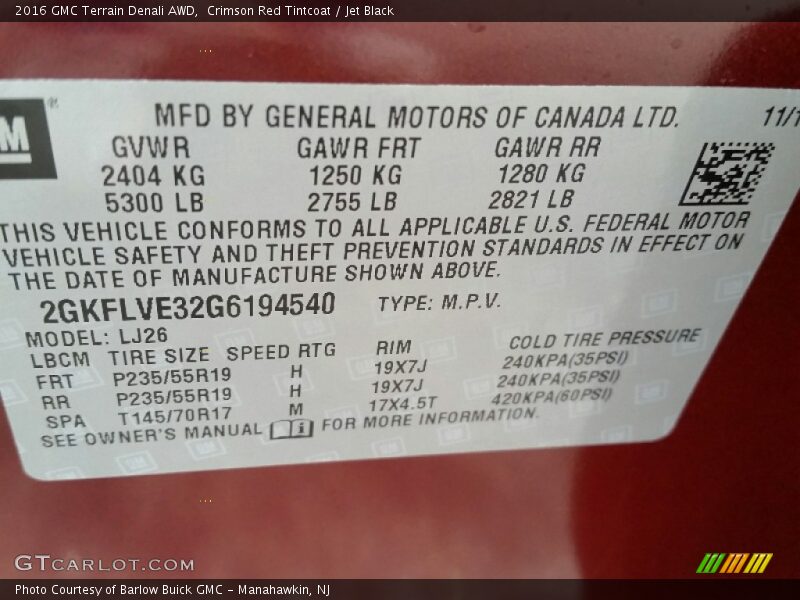 2016 GMC Terrain Denali AWD,  Crimson Red Tintcoat / Jet Black
MFD BY GENERAL MOTORS OF CANADA LTD.
GVWR GAWR FRT GAWR RR
2404 KG 1250 KG 1280 KG
5300 LB 2755 LB 2821 LB
THIS VEHICLE CONFORMS TO ALL APPLICABLE U.S. FEDERAL MOTOR
VEHICLE SAFETY AND THEFT PREVENTION STANDARDS IN EFFECT ON
THE DATE OF MANUFACTURE SHOWN ABOVE.
2GKFLVE32G6194540 TYPE: M.P.V.
MODEL: LJ26
LBCM TIRE SIZE SPEED RTG RIM COLD TIRE PRESSURE
FRT P235/55R19 H 19X7J 240KPA(35PSI)
RR P235/55R19 H 19X7J 240KPA(35PSI)
SPA T145/70R17 M 17X4.5T 420KPA(60PSI)
SEE OWNER'S MANUAL i FOR MORE INFORMATION.
GTCARLOT.COM
Photo Courtesy of Barlow Buick GMC - Manahawkin, NJ